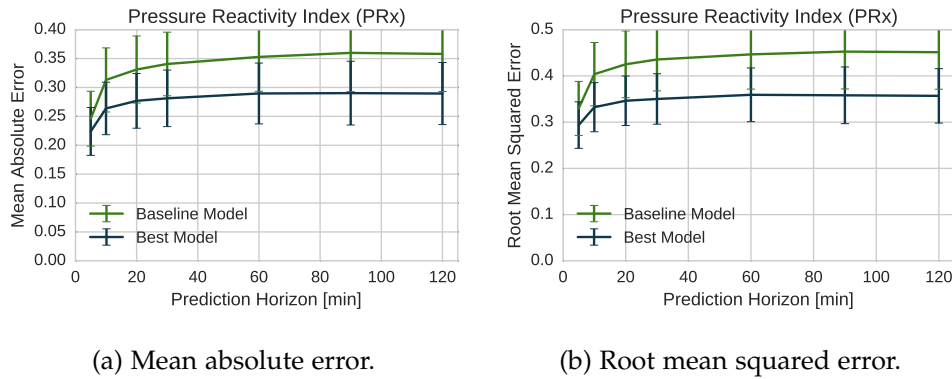 Pressure Reactivity Index (PRx)
0.40
0.35
0.30
0.25
0.20
0.15
0.10
0.05
0.00
Mean Absolute Error
Baseline Model
Best Model
0 20 40 60 80 100 120
Prediction Horizon [min]
(a) Mean absolute error.
Pressure Reactivity Index (PRx)
0.5
0.4
0.3
0.2
0.1
0.0
Root Mean Squared Error
Baseline Model
Best Model
0 20 40 60 80 100 120
Prediction Horizon [min]
(b) Root mean squared error.